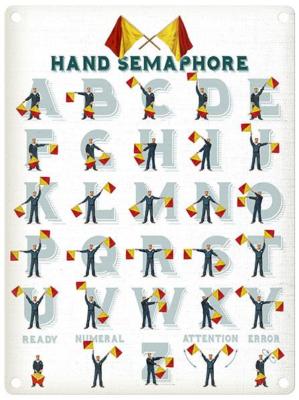 HAND SEMAPHORE
A B C D E
F G H I J
K L M N O
P Q R S T
U V W X Y
READY NUMERAL ATTENTION ERROR
Z